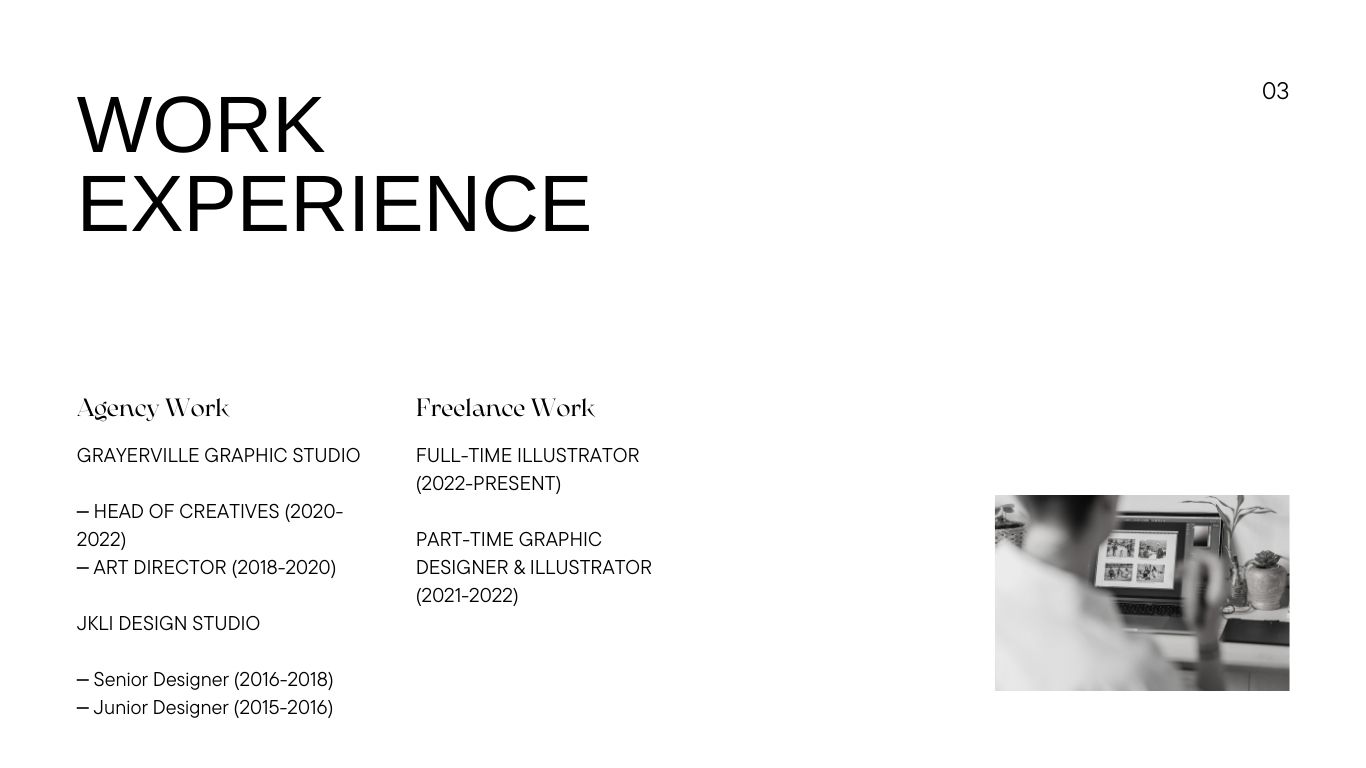 WORK
EXPERIENCE
03
Agency Work
GRAYERVILLE GRAPHIC STUDIO
– HEAD OF CREATIVES (2020-
2022)
– ART DIRECTOR (2018-2020)
JKLI DESIGN STUDIO
– Senior Designer (2016-2018)
– Junior Designer (2015-2016)
Freelance Work
FULL-TIME ILLUSTRATOR
(2022-PRESENT)
PART-TIME GRAPHIC
DESIGNER & ILLUSTRATOR
(2021-2022)